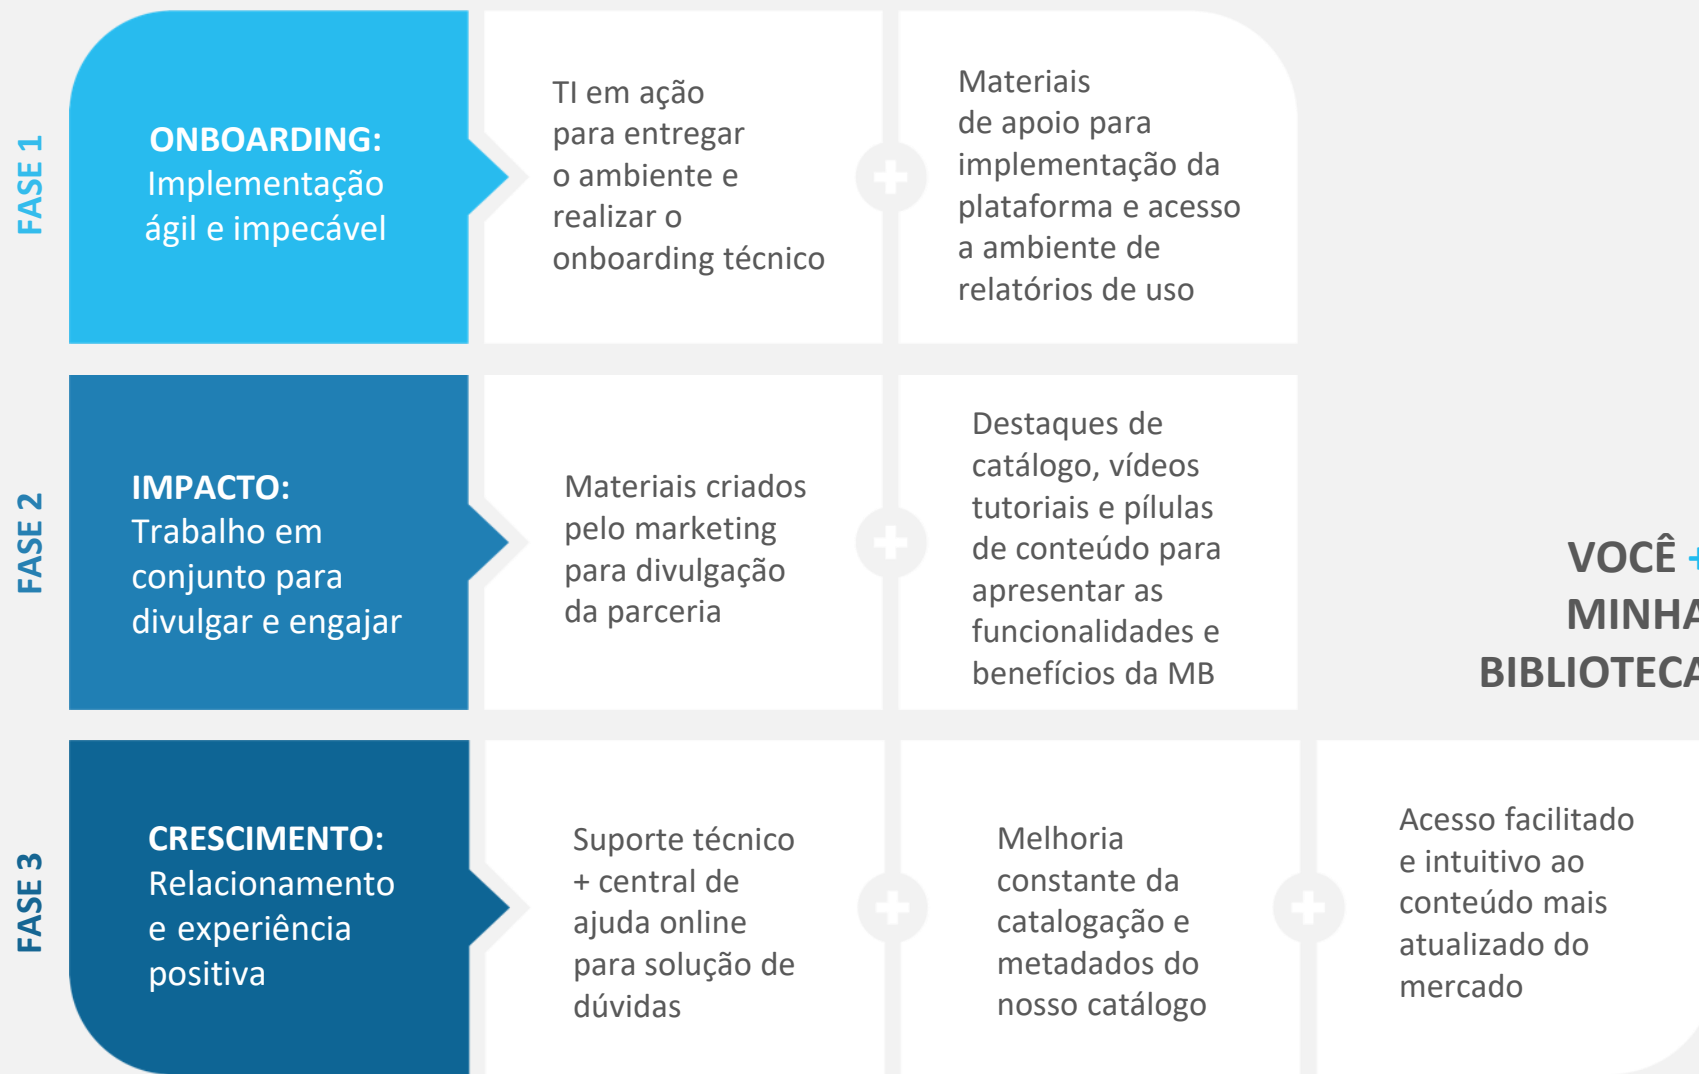 FASE 1
ONBOARDING:
Implementação
ágil e impecável
TI em ação
para entregar
o ambiente e
realizar o
onboarding técnico
Materiais
de apoio para
implementação da
plataforma e acesso
a ambiente de
relatórios de uso
FASE 2
IMPACTO:
Trabalho em
conjunto para
divulgar e engajar
Materiais criados
pelo marketing
para divulgação
da parceria
Destaques de
catálogo, vídeos
tutoriais e pílulas
de conteúdo para
apresentar as
funcionalidades e
benefícios da MB
VOCÊ +
MINHA
BIBLIOTECA
FASE 3
CRESCIMENTO:
Relacionamento
e experiência
positiva
Suporte técnico
+ central de
ajuda online
para solução de
dúvidas
Melhoria
constante da
catalogação e
metadados do
nosso catálogo
Acesso facilitado
e intuitivo ao
conteúdo mais
atualizado do
mercado